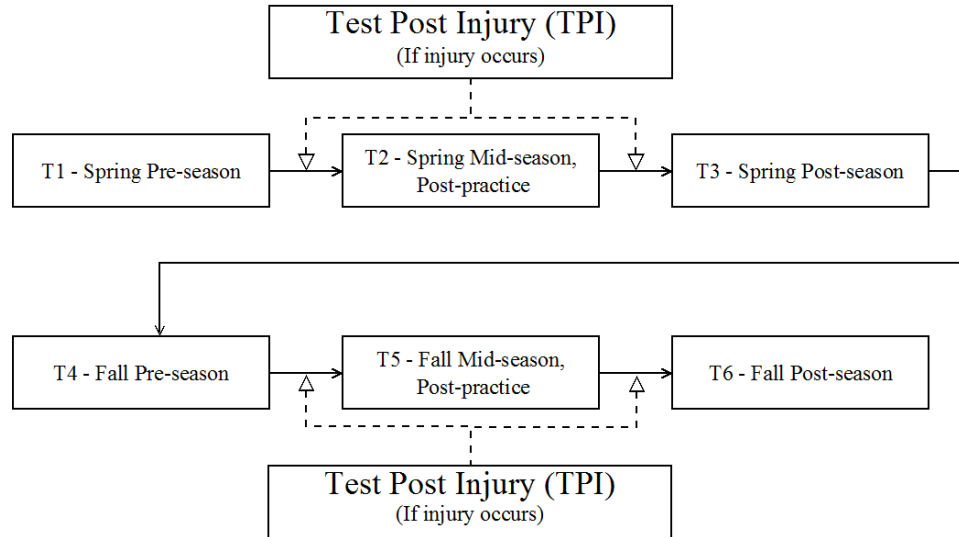 Test Post Injury (TPI)
(If injury occurs)
T1 - Spring Pre-season
T2 - Spring Mid-season,
Post-practice
T3 - Spring Post-season
T4 - Fall Pre-season
T5 - Fall Mid-season,
Post-practice
T6 - Fall Post-season
Test Post Injury (TPI)
(If injury occurs)